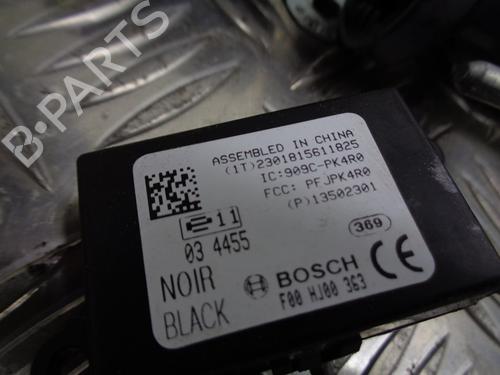 B-PARTS
ASSEMBLED IN CHINA
(1T)2301815611825
IC:909C-PK4R0
FCC: PFJPK4R0
(P)13502301
e11
369
03 4455
NOIR
BOSCH
CE
BLACK
F00 HJ00 363